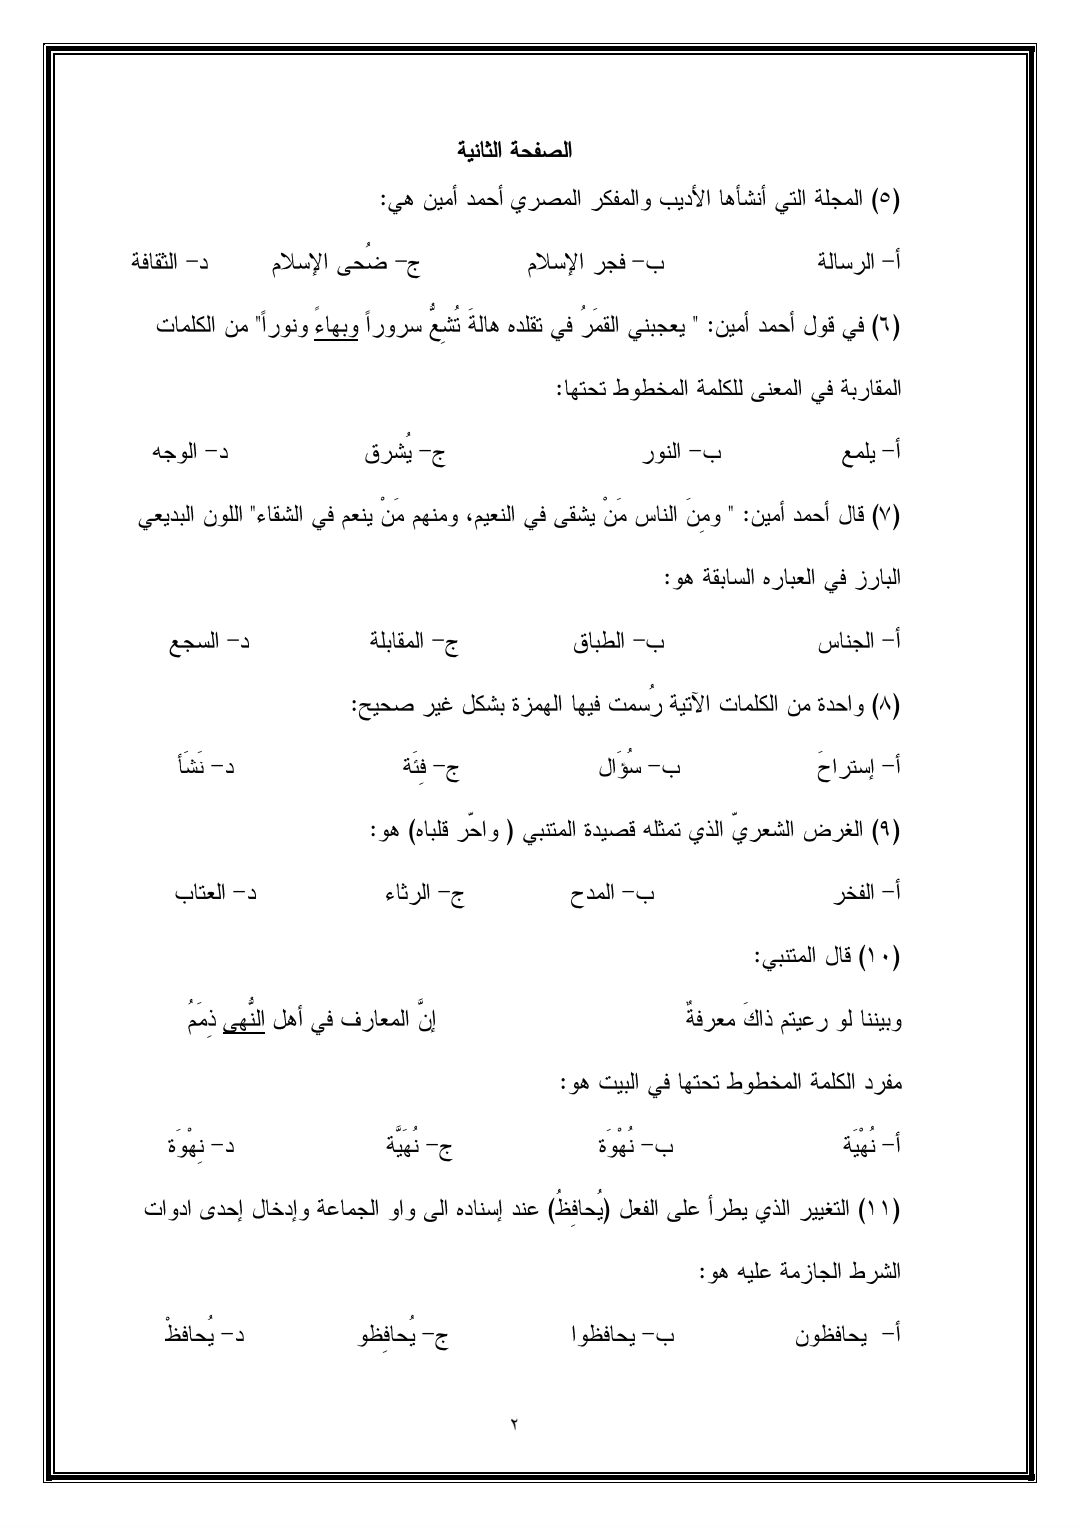 الصفحة الثانية
(٥) المجلة التي أنشأها الأديب والمفكر المصري أحمد أمين هي:
أ- الرسالة ب- فجر الإسلام ج- ضُحى الإسلام د- الثقافة
(٦) في قول أحمد أمين: " يعجبني القمَرُ في تقلده هالةَ تُشِعُّ سروراً وبهاءً ونوراً" من الكلمات
المقاربة في المعنى للكلمة المخطوط تحتها:
أ- يلمع ب- النور ج- يُشرق د- الوجه
(٧) قال أحمد أمين: " ومِنَ الناس مَنْ يشقى في النعيم، ومنهم مَنْ ينعم في الشقاء" اللون البديعي
البارز في العباره السابقة هو:
أ- الجناس ب- الطباق ج- المقابلة د- السجع
(٨) واحدة من الكلمات الآتية رُسمت فيها الهمزة بشكل غير صحيح:
أ- إستراحَ ب- سُؤَال ج- فِئَة د- نَشَأ
(٩) الغرض الشعريّ الذي تمثله قصيدة المتنبي ( واحّر قلباه) هو:
أ- الفخر ب- المدح ج- الرثاء د- العتاب
(١٠) قال المتنبي:
وبيننا لو رعيتم ذاكَ معرفةٌ إنَّ المعارف في أهل النُّهى ذِمَمُ
مفرد الكلمة المخطوط تحتها في البيت هو:
أ- نُهْيَة ب- نُهْوَة ج- نُهَيَّة د- نِهْوَة
(١١) التغيير الذي يطرأ على الفعل (يُحافِظُ) عند إسناده الى واو الجماعة وإدخال إحدى ادوات
الشرط الجازمة عليه هو:
أ- يحافظون ب- يحافظوا ج- يُحافِظو د- يُحافظْ
٢